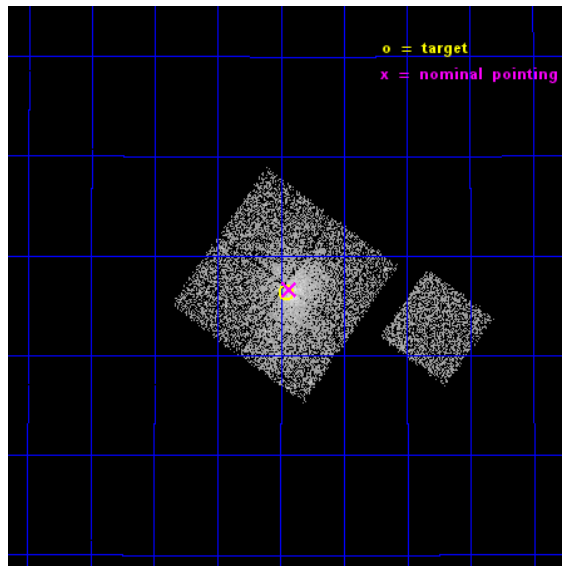 o = target
x = nominal pointing